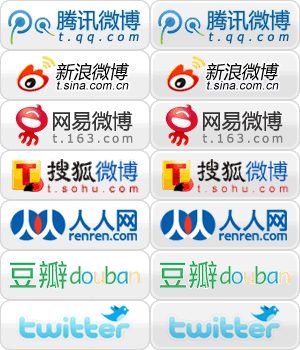 腾讯微博 腾讯微博
t.qq.com t.qq.com
新浪微博 新浪微博
t.sina.com.cn t.sina.com.cn
网易微博 网易微博
t.163.com t.163.com
T 搜狐微博 T 搜狐微博
t.sohu.com t.sohu.com
人人网 人人网
renren.com renren.com
豆瓣douban 豆瓣douban
twitter twitter